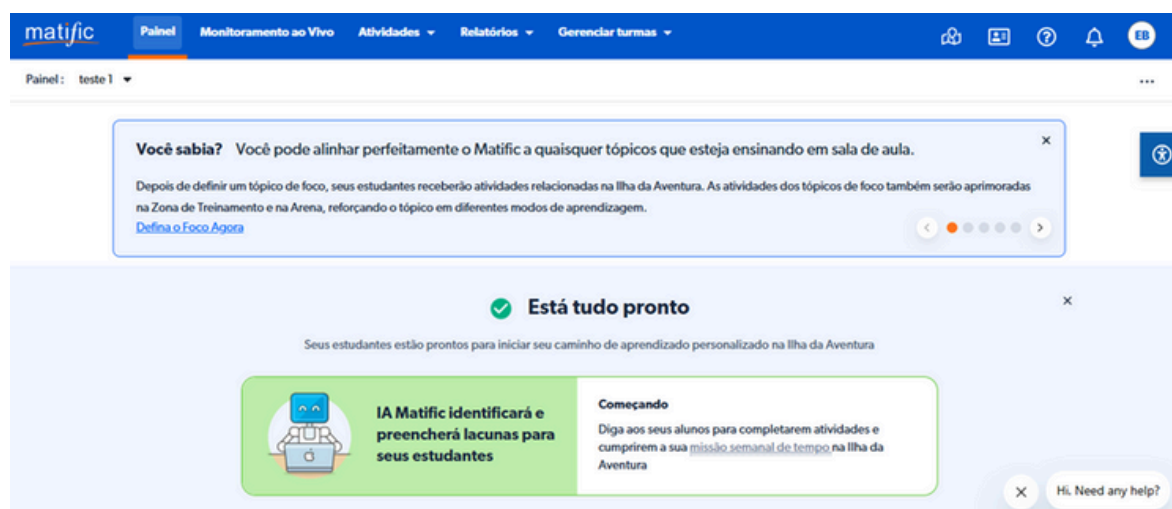 matific Painel Monitoramento ao Vivo Atividades Relatórios Gerenciar turmas EB
Painel : teste 1
Você sabia? Você pode alinhar perfeitamente o Matific a quaisquer tópicos que esteja ensinando em sala de aula.
Depois de definir um tópico de foco, seus estudantes receberão atividades relacionadas na Ilha da Aventura. As atividades dos tópicos de foco também serão aprimoradas
na Zona de Treinamento e na Arena, reforçando o tópico em diferentes modos de aprendizagem.
Defina o Foco Agora
Está tudo pronto
Seus estudantes estão prontos para iniciar seu caminho de aprendizado personalizado na Ilha da Aventura
IA Matific identificará e
preencherá lacunas para
seus estudantes
Começando
Diga aos seus alunos para completarem atividades e
cumprirem a sua missão semanal de tempo na Ilha da
Aventura
Hi. Need any help?